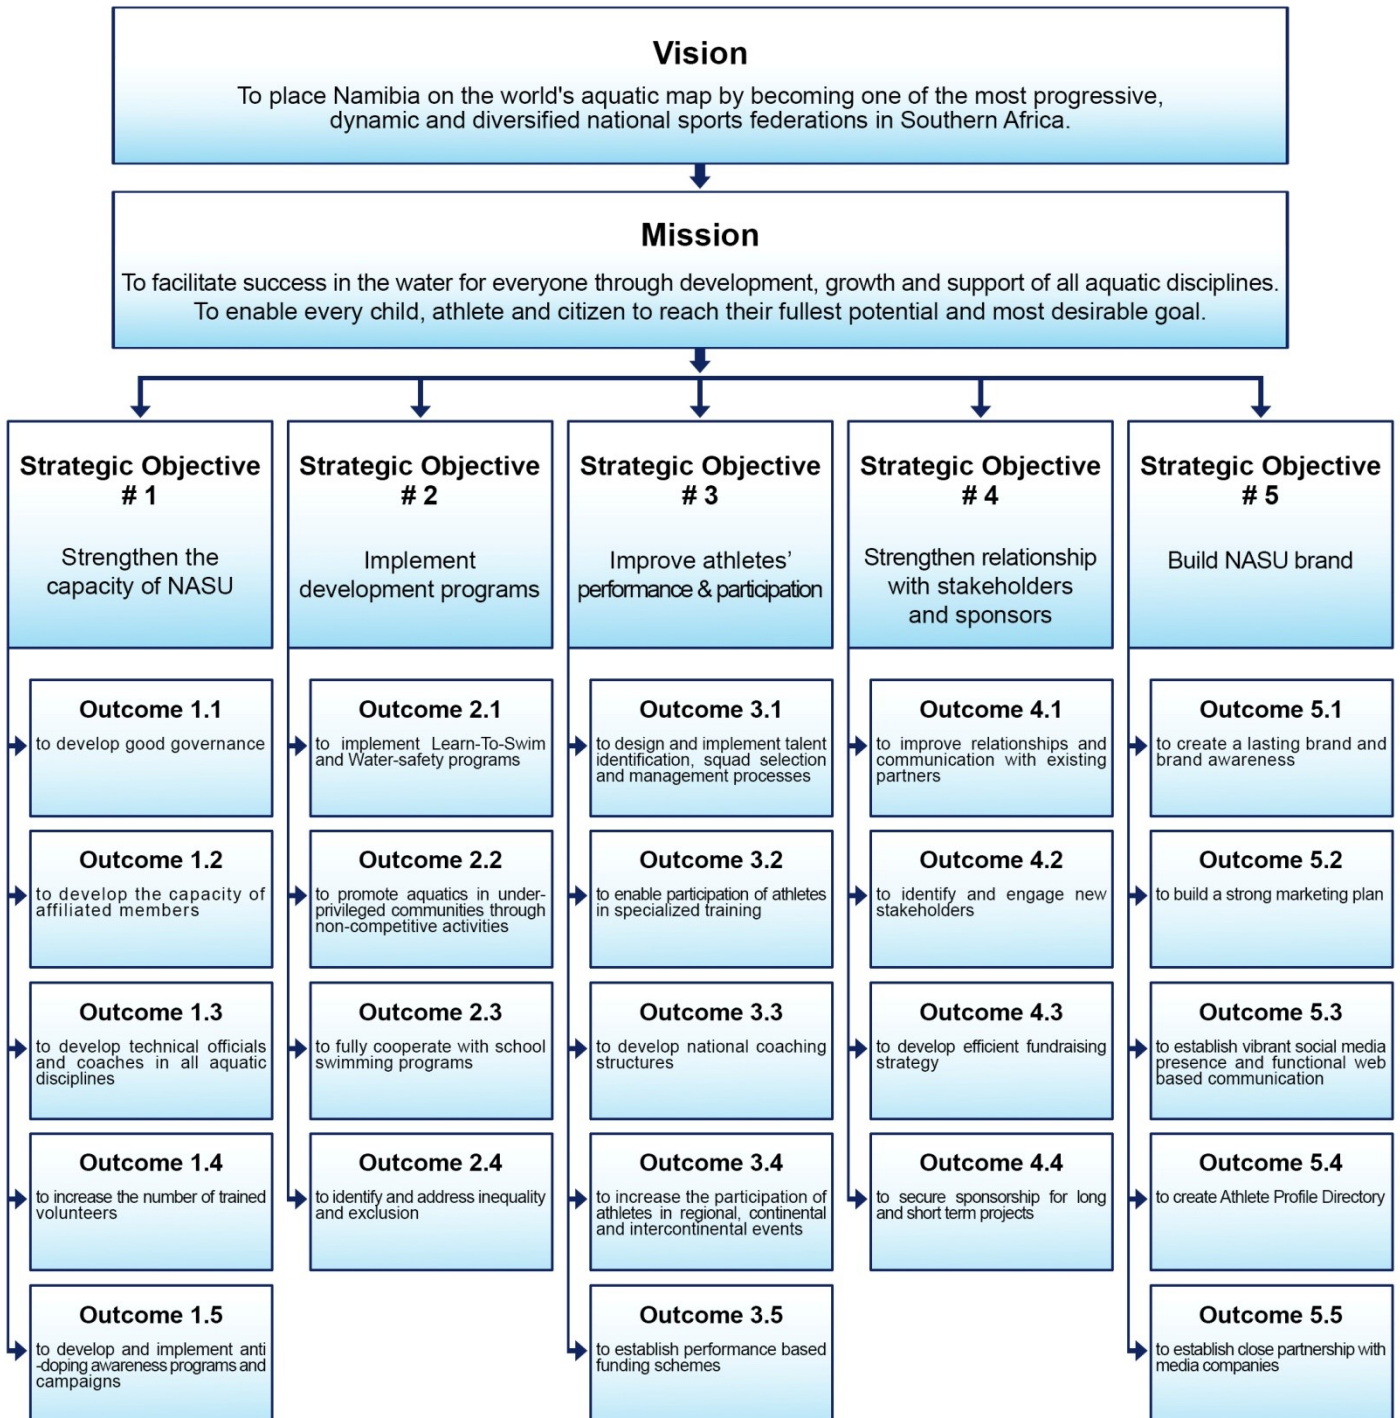 Vision
To place Namibia on the world's aquatic map by becoming one of the most progressive,
dynamic and diversified national sports federations in Southern Africa.
Mission
To facilitate success in the water for everyone through development, growth and support of all aquatic disciplines.
To enable every child, athlete and citizen to reach their fullest potential and most desirable goal.
Strategic Objective
# 1
Strengthen the
capacity of NASU
Outcome 1.1
to develop good governance
Outcome 1.2
to develop the capacity of
affiliated members
Outcome 1.3
to develop technical officials
and coaches in all aquatic
disciplines
Outcome 1.4
to increase the number of trained
volunteers
Outcome 1.5
to develop and implement anti
-doping awareness programs and
campaigns
Strategic Objective
# 2
Implement
development programs
Outcome 2.1
to implement Learn-To-Swim
and Water-safety programs
Outcome 2.2
to promote aquatics in under-
privileged communities through
non-competitive activities
Outcome 2.3
to fully cooperate with school
swimming programs
Outcome 2.4
to identify and address inequality
and exclusion
Strategic Objective
# 3
Improve athletes’
performance & participation
Outcome 3.1
to design and implement talent
identification, squad selection
and management processes
Outcome 3.2
to enable participation of athletes
in specialized training
Outcome 3.3
to develop national coaching
structures
Outcome 3.4
to increase the participation of
athletes in regional, continental
and intercontinental events
Outcome 3.5
to establish performance based
funding schemes
Strategic Objective
# 4
Strengthen relationship
with stakeholders
and sponsors
Outcome 4.1
to improve relationships and
communication with existing
partners
Outcome 4.2
to identify and engage new
stakeholders
Outcome 4.3
to develop efficient fundraising
strategy
Outcome 4.4
to secure sponsorship for long
and short term projects
Strategic Objective
# 5
Build NASU brand
Outcome 5.1
to create a lasting brand and
brand awareness
Outcome 5.2
to build a strong marketing plan
Outcome 5.3
to establish vibrant social media
presence and functional web
based communication
Outcome 5.4
to create Athlete Profile Directory
Outcome 5.5
to establish close partnership with
media companies